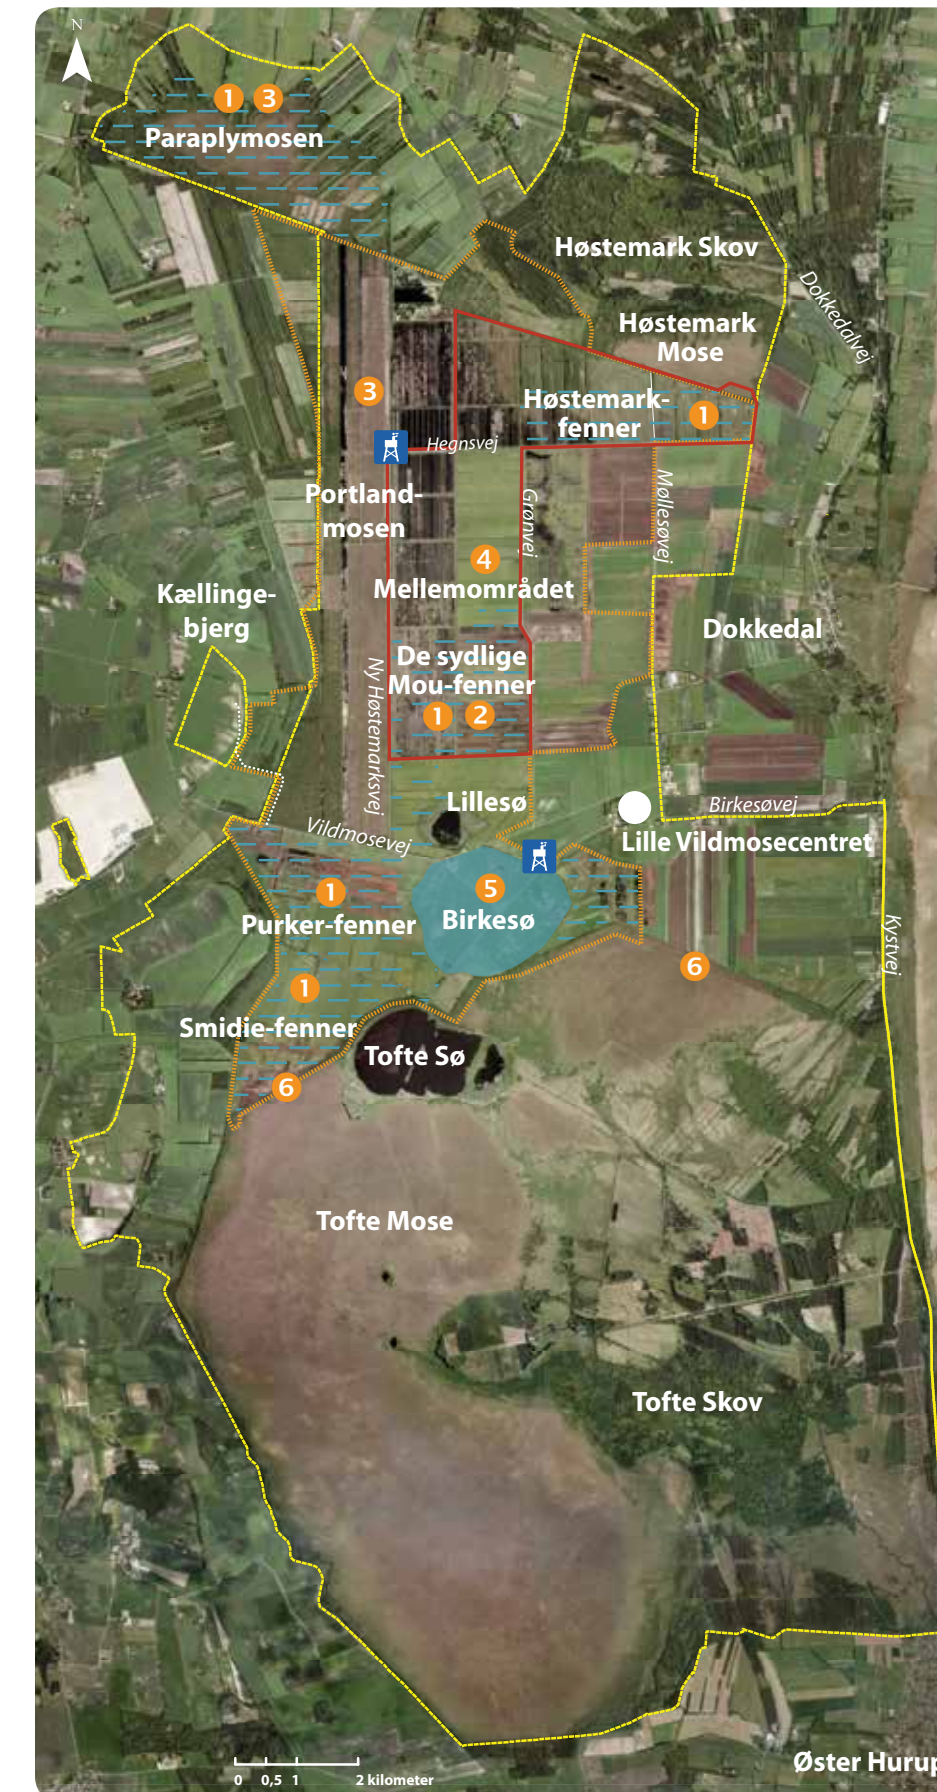 N
1 3
Paraplymosen
Høstemark Skov
Dokkedalvej
Høstemark
Mose
3
Høstemark-
fenner
1
Hegnsvej
Portland-
mosen
Grønvej
Møllesøvej
4
Mellemområdet
Kællinge-
bjerg
Dokkedal
De sydlige
Mou-fenner
1 2
Ny Høstemarksvej
Lillesø
Birkesøvej
Vildmosevej
Lille Vildmosecentret
1
Purker-fenner
5
Birkesø
Kystvej
6
1
Smidie-fenner
Tofte Sø
6
Tofte Mose
Tofte Skov
Øster Hurup
0 0,5 1 2 kilometer